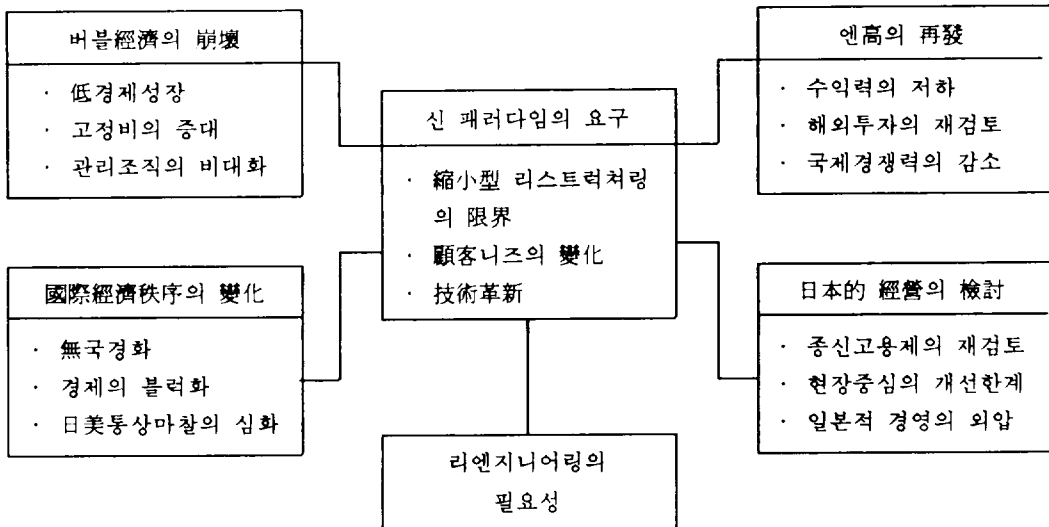 버블經濟의 崩壞
· 低경제성장
· 고정비의 증대
· 관리조직의 비대화
엔高의 再發
· 수익력의 저하
· 해외투자의 재검토
· 국제경쟁력의 감소
신 패러다임의 요구
· 縮小型 리스트럭쳐링
의 限界
· 顧客니즈의 變化
· 技術革新
國際經濟秩序의 變化
· 無국경화
· 경제의 블럭화
· 日美통상마찰의 심화
日本的 經營의 檢討
· 종신고용제의 재검토
· 현장중심의 개선한계
· 일본적 경영의 외압
리엔지니어링의
필요성